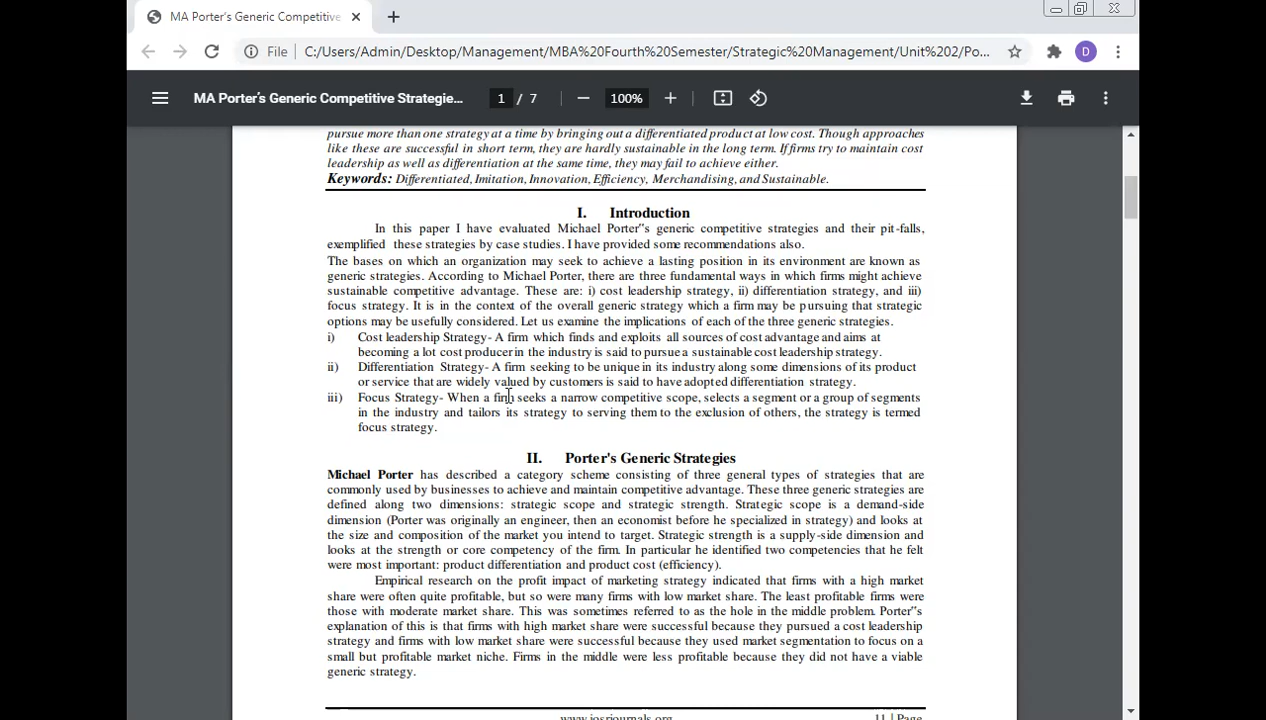 MA Porter's Generic Competitive
File
C:/Users/Admin/Desktop/Management/MBA%20Fourth%20Semester/Strategic%20Management/Unit%202/Po...
D
MA Porter's Generic Competitive Strategie...
1 / 7
100%
pursue more than one strategy at a time by bringing out a differentiated product at low cost. Though approaches
like these are successful in short term, they are hardly sustainable in the long term. If firms try to maintain cost
leadership as well as differentiation at the same time, they may fail to achieve either.
Keywords: Differentiated, Imitation, Innovation, Efficiency, Merchandising, and Sustainable.
I. Introduction
In this paper I have evaluated Michael Porter"s generic competitive strategies and their pit-falls,
exemplified these strategies by case studies. I have provided some recommendations also.
The bases on which an organization may seek to achieve a lasting position in its environment are known as
generic strategies. According to Michael Porter, there are three fundamental ways in which firms might achieve
sustainable competitive advantage. These are: i) cost leadership strategy, ii) differentiation strategy, and iii)
focus strategy. It is in the context of the overall generic strategy which a firm may be pursuing that strategic
options may be usefully considered. Let us examine the implications of each of the three generic strategies.
i) Cost leadership Strategy- A firm which finds and exploits all sources of cost advantage and aims at
becoming a lot cost producer in the industry is said to pursue a sustainable cost leadership strategy.
ii) Differentiation Strategy- A firm seeking to be unique in its industry along some dimensions of its product
or service that are widely valued by customers is said to have adopted differentiation strategy.
iii) Focus Strategy- When a firm seeks a narrow competitive scope, selects a segment or a group of segments
in the industry and tailors its strategy to serving them to the exclusion of others, the strategy is termed
focus strategy.
II. Porter's Generic Strategies
Michael Porter has described a category scheme consisting of three general types of strategies that are
commonly used by businesses to achieve and maintain competitive advantage. These three generic strategies are
defined along two dimensions: strategic scope and strategic strength. Strategic scope is a demand-side
dimension (Porter was originally an engineer, then an economist before he specialized in strategy) and looks at
the size and composition of the market you intend to target. Strategic strength is a supply-side dimension and
looks at the strength or core competency of the firm. In particular he identified two competencies that he felt
were most important: product differentiation and product cost (efficiency).
Empirical research on the profit impact of marketing strategy indicated that firms with a high market
share were often quite profitable, but so were many firms with low market share. The least profitable firms were
those with moderate market share. This was sometimes referred to as the hole in the middle problem. Porter"s
explanation of this is that firms with high market share were successful because they pursued a cost leadership
strategy and firms with low market share were successful because they used market segmentation to focus on a
small but profitable market niche. Firms in the middle were less profitable because they did not have a viable
generic strategy.
www.iosrjournals.org 11 | Page